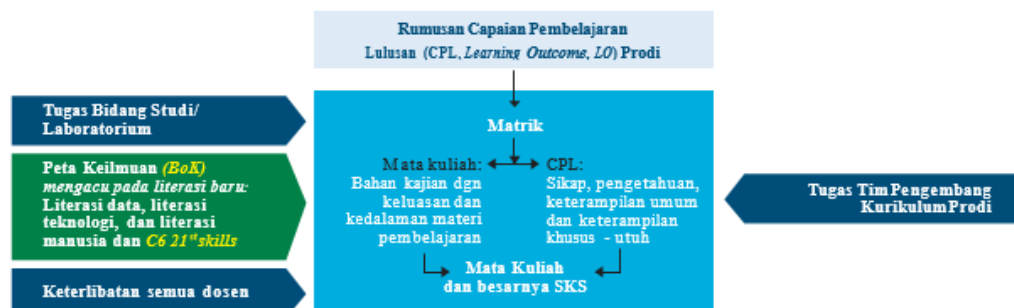 Rumusan Capaian Pembelajaran
Lulusan (CPL, Learning Outcome, LO) Prodi
Tugas Bidang Studi/
Laboratorium
Peta Keilmuan (BoK)
mengacu pada literasi baru:
Literasi data, literasi
teknologi, dan literasi
manusia dan C6 21st skills
Keterlibatan semua dosen
Matrik
Mata kuliah:
Bahan kajian dgn
keluasan dan
kedalaman materi
pembelajaran
CPL:
Sikap, pengetahuan,
keterampilan umum
dan keterampilan
khusus - utuh
Mata Kuliah
dan besarnya SKS
Tugas Tim Pengembang
Kurikulum Prodi